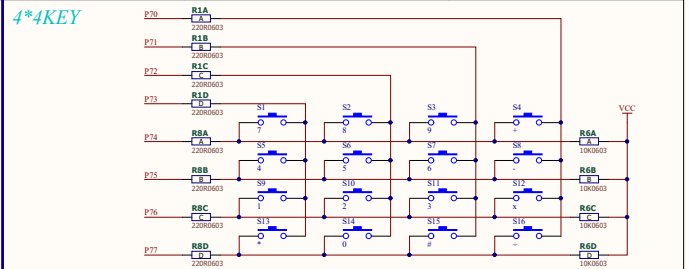 4*4KEY
P70 R1A
A
220R0603
P71 R1B
B
220R0603
P72 R1C
C
220R0603
P73 R1D
D
220R0603
VCC
S1 S2 S3 S4
7 8 9 +
P74 R8A R6A
A A
220R0603 10K0603
S5 S6 S7 S8
4 5 6 -
P75 R8B R6B
B B
220R0603 10K0603
S9 S10 S11 S12
1 2 3 x
P76 R8C R6C
C C
220R0603 10K0603
S13 S14 S15 S16
* 0 # ÷
P77 R8D R6D
D D
220R0603 10K0603